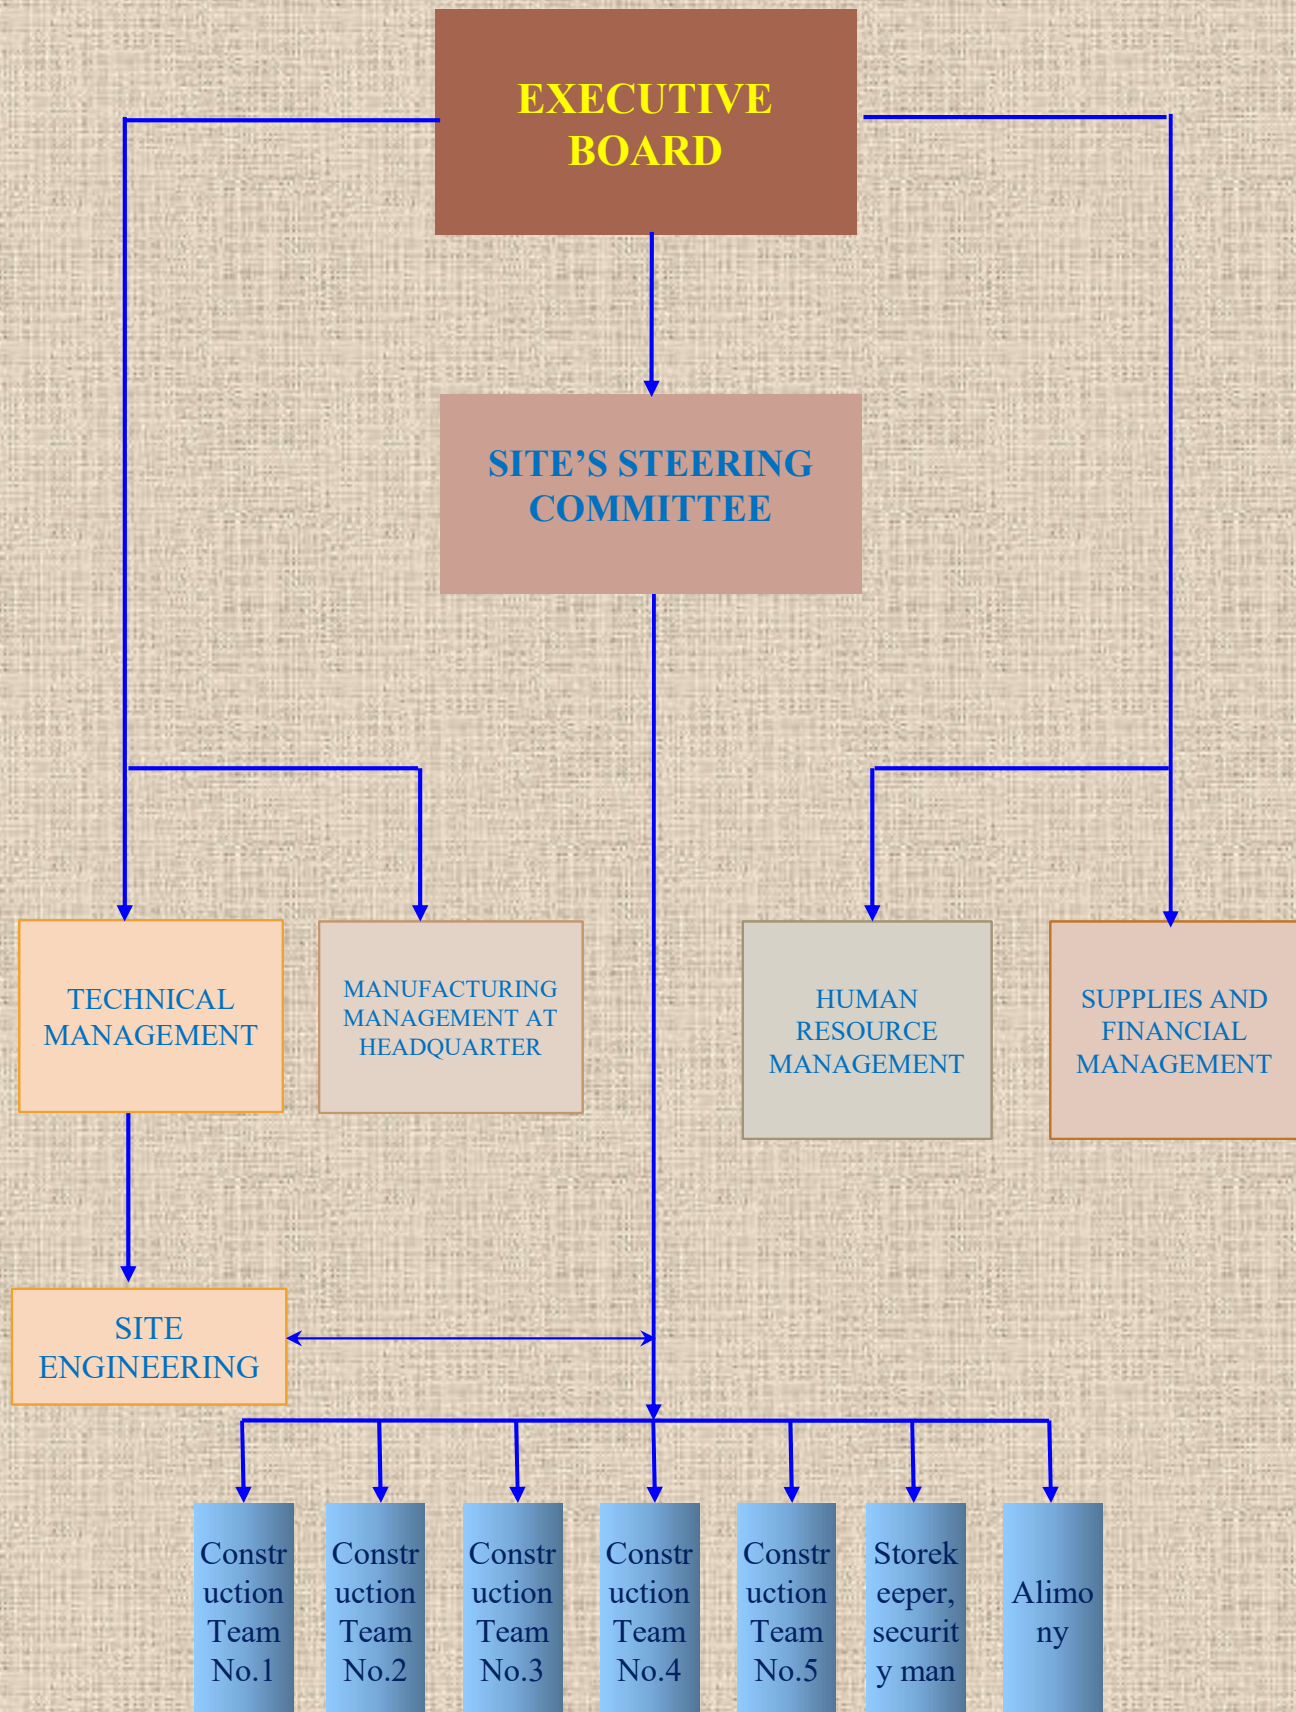 EXECUTIVE
BOARD
SITE’S STEERING
COMMITTEE
TECHNICAL
MANAGEMENT
MANUFACTURING
MANAGEMENT AT
HEADQUARTER
HUMAN
RESOURCE
MANAGEMENT
SUPPLIES AND
FINANCIAL
MANAGEMENT
SITE
ENGINEERING
Constr
uction
Team
No.1
Constr
uction
Team
No.2
Constr
uction
Team
No.3
Constr
uction
Team
No.4
Constr
uction
Team
No.5
Storek
eeper,
securit
y man
Alimo
ny